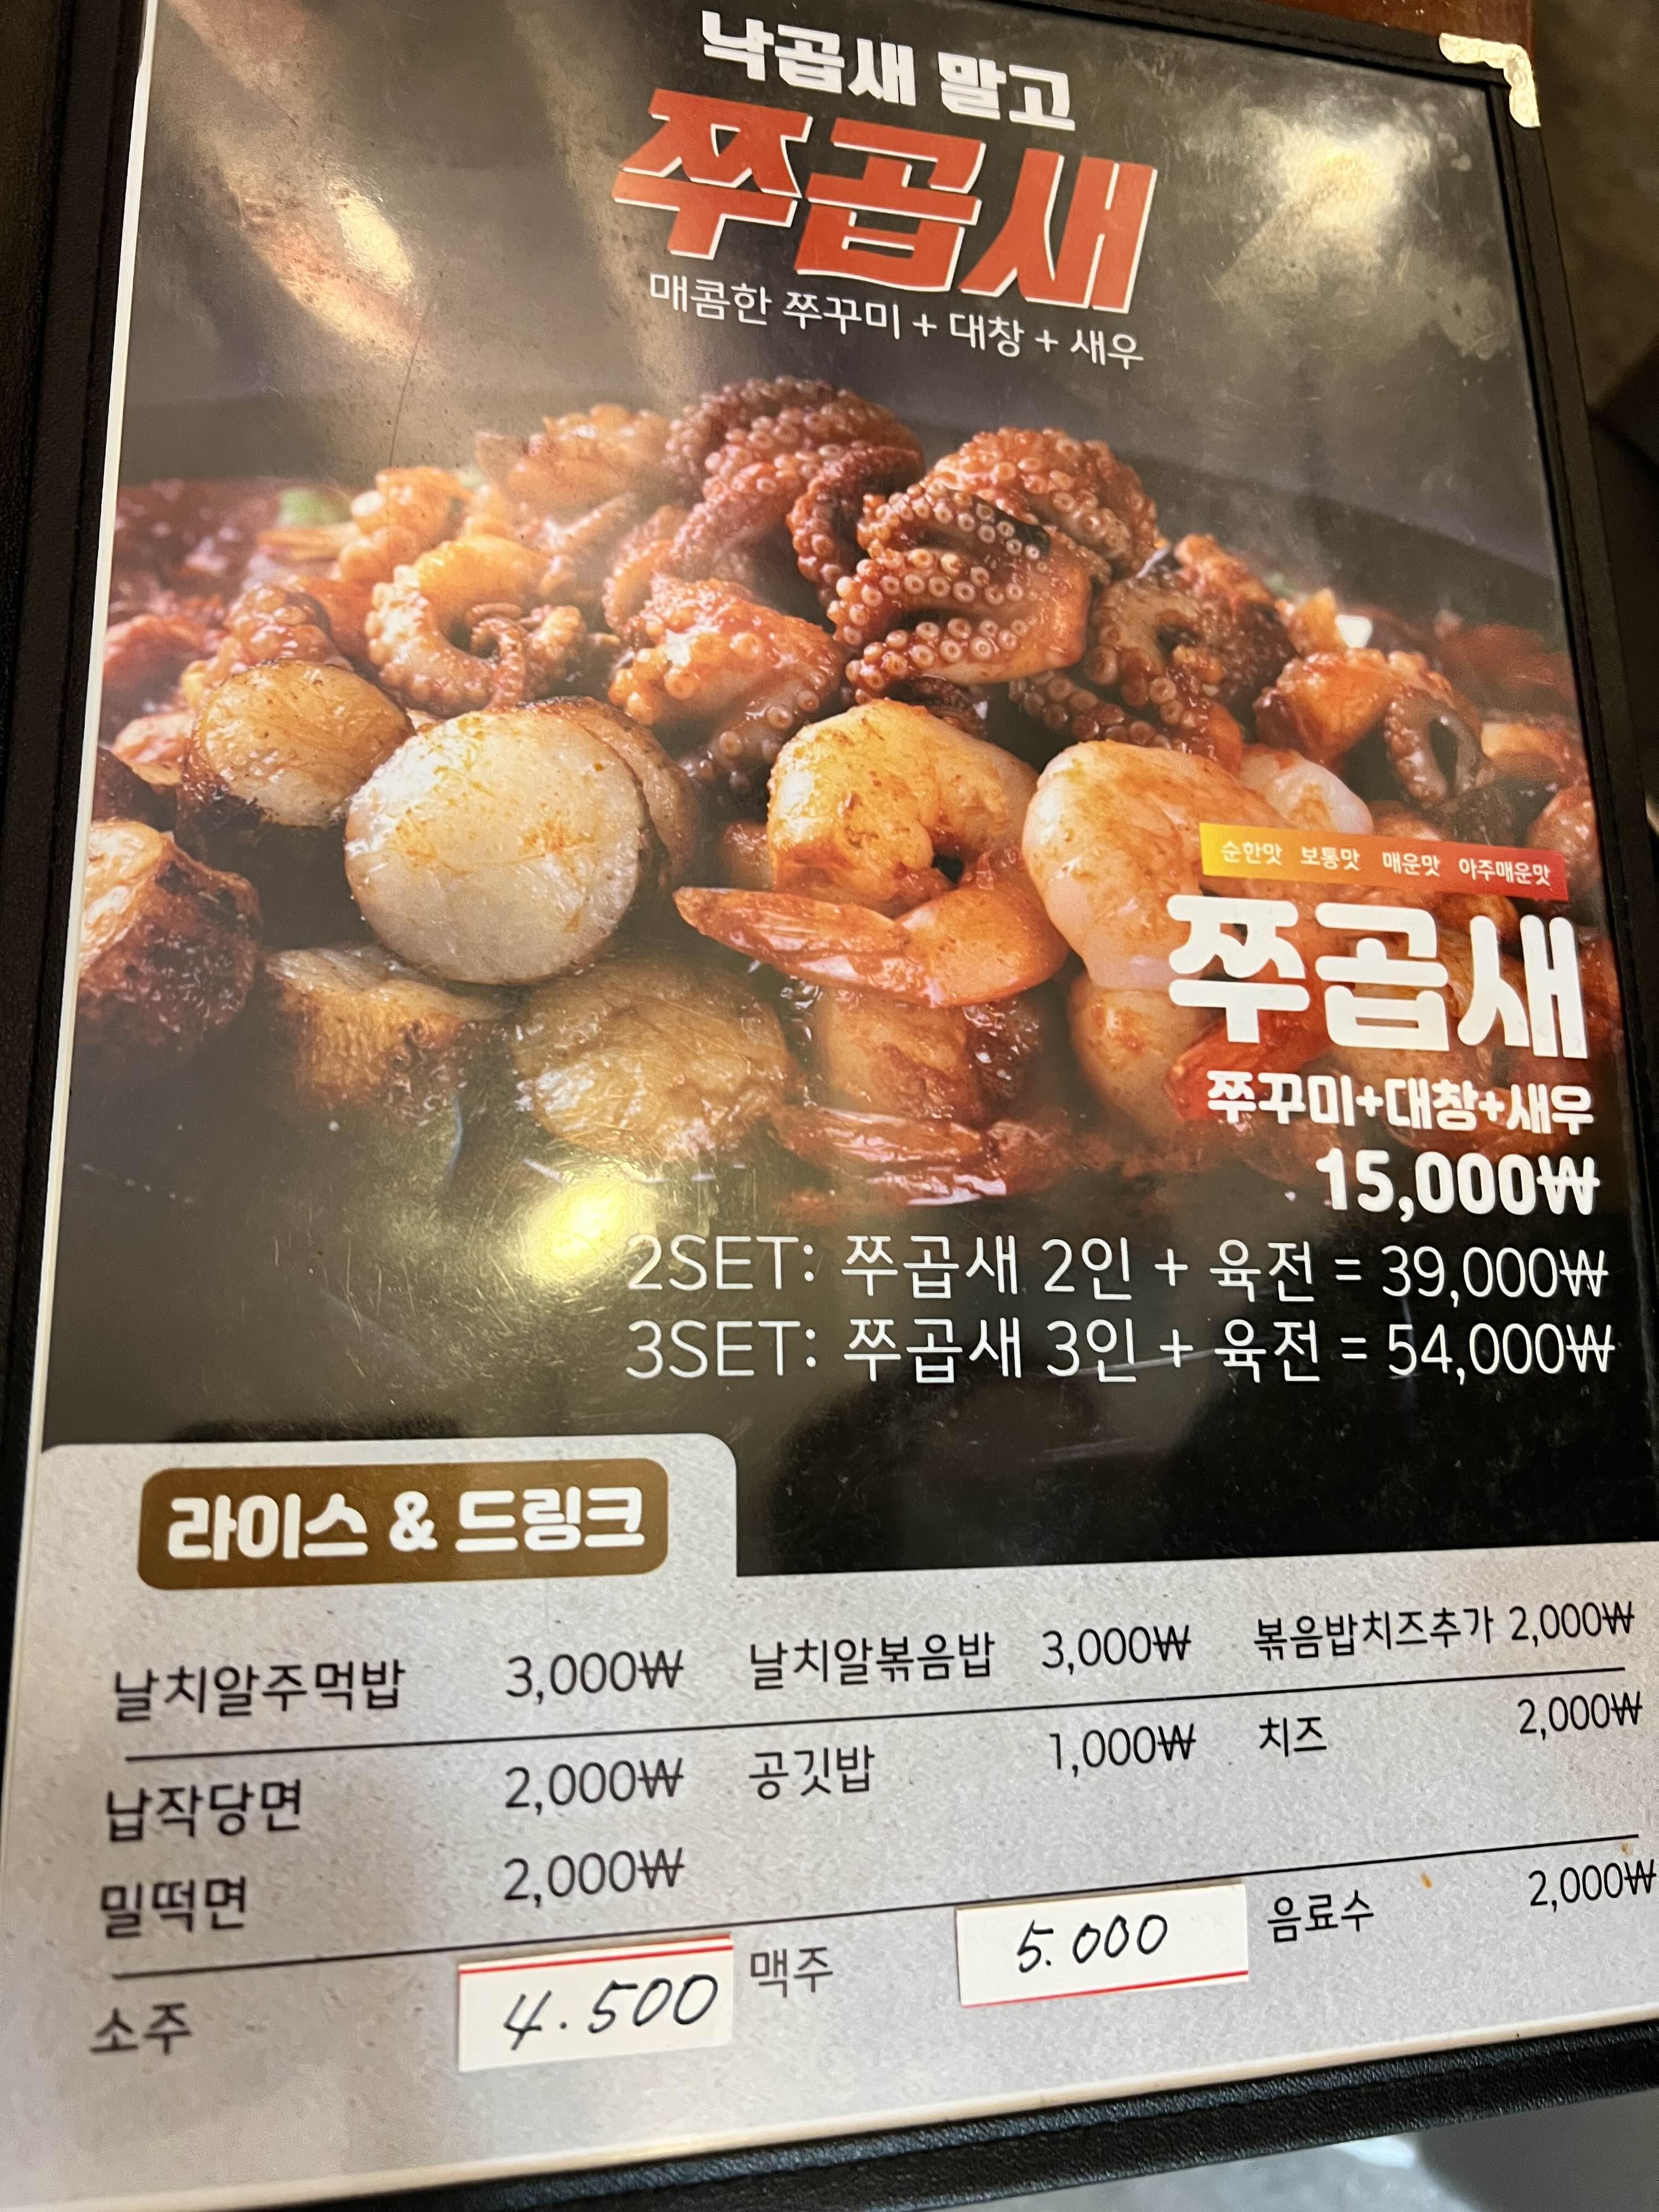 낙곱새 말고
쭈곱새
매콤한 쭈꾸미 + 대창 + 새우
순한맛 보통맛 매운맛 아주매운맛
쭈곱새
쭈꾸미+대창+새우
15,000₩
2SET: 쭈곱새 2인 + 육전 = 39,000₩
3SET: 쭈곱새 3인 + 육전 = 54,000₩
라이스 & 드링크
날치알주먹밥 3,000₩ 날치알볶음밥 3,000₩ 볶음밥치즈추가 2,000₩
납작당면 2,000₩ 공깃밥 1,000₩ 치즈 2,000₩
밀떡면 2,000₩
소주 4.500 맥주 5.000 음료수 2,000₩